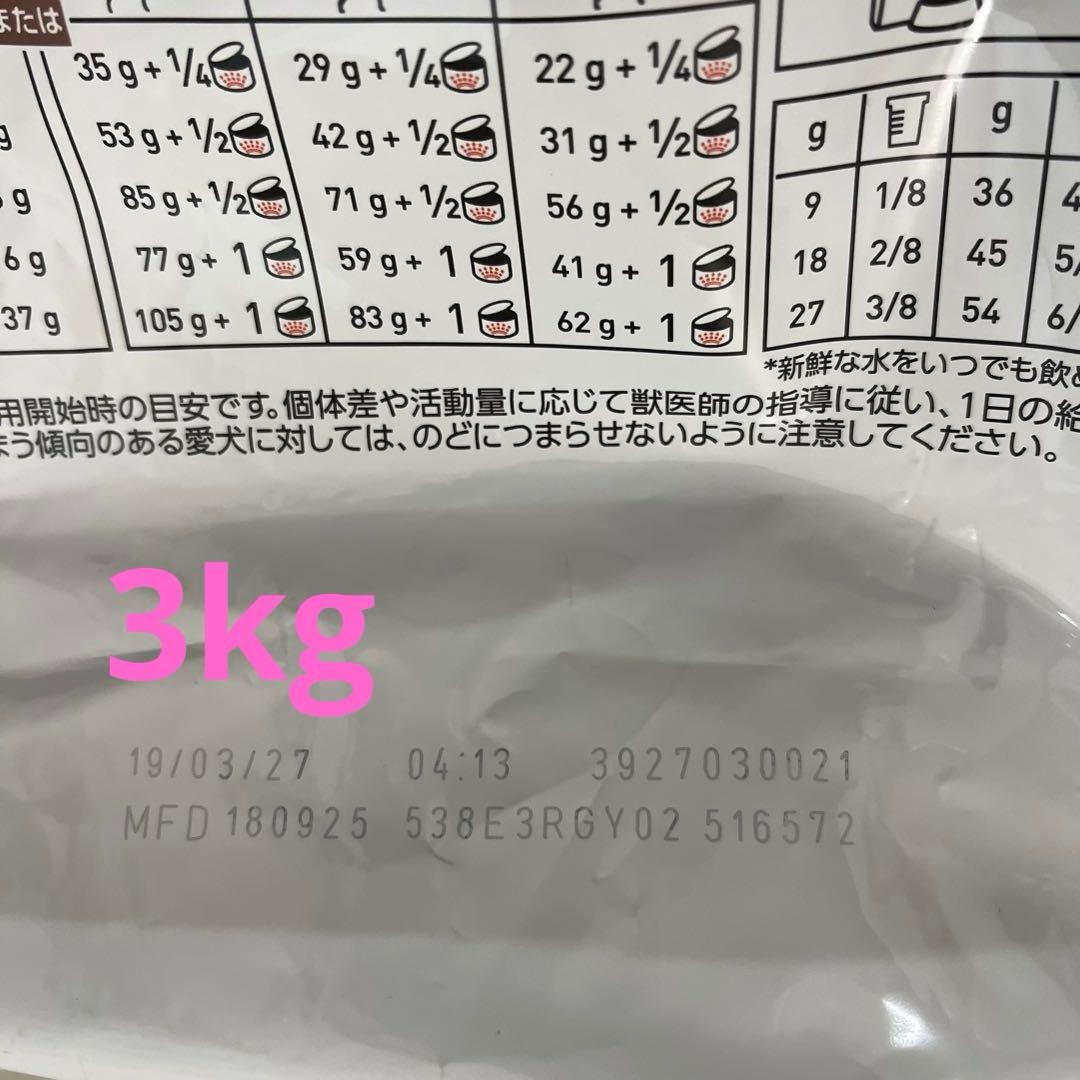 または
35 g + 1/4 29 g + 1/4 22 g + 1/4
g 53 g + 1/2 42 g + 1/2 31 g + 1/2
g 85 g + 1/2 71 g + 1/2 56 g + 1/2
6 g 77 g + 1 59 g + 1 41 g + 1
37 g 105 g + 1 83 g + 1 62 g + 1
g g
9 1/8 36 4
18 2/8 45 5/
27 3/8 54 6/
*新鮮な水をいつでも飲め
用開始時の目安です。個体差や活動量に応じて獣医師の指導に従い、1日の給
まう傾向のある愛犬に対しては、のどにつまらせないように注意してください。
3kg
19/03/27 04:13 3927030021
MFD 180925 538E3RGY02 516572